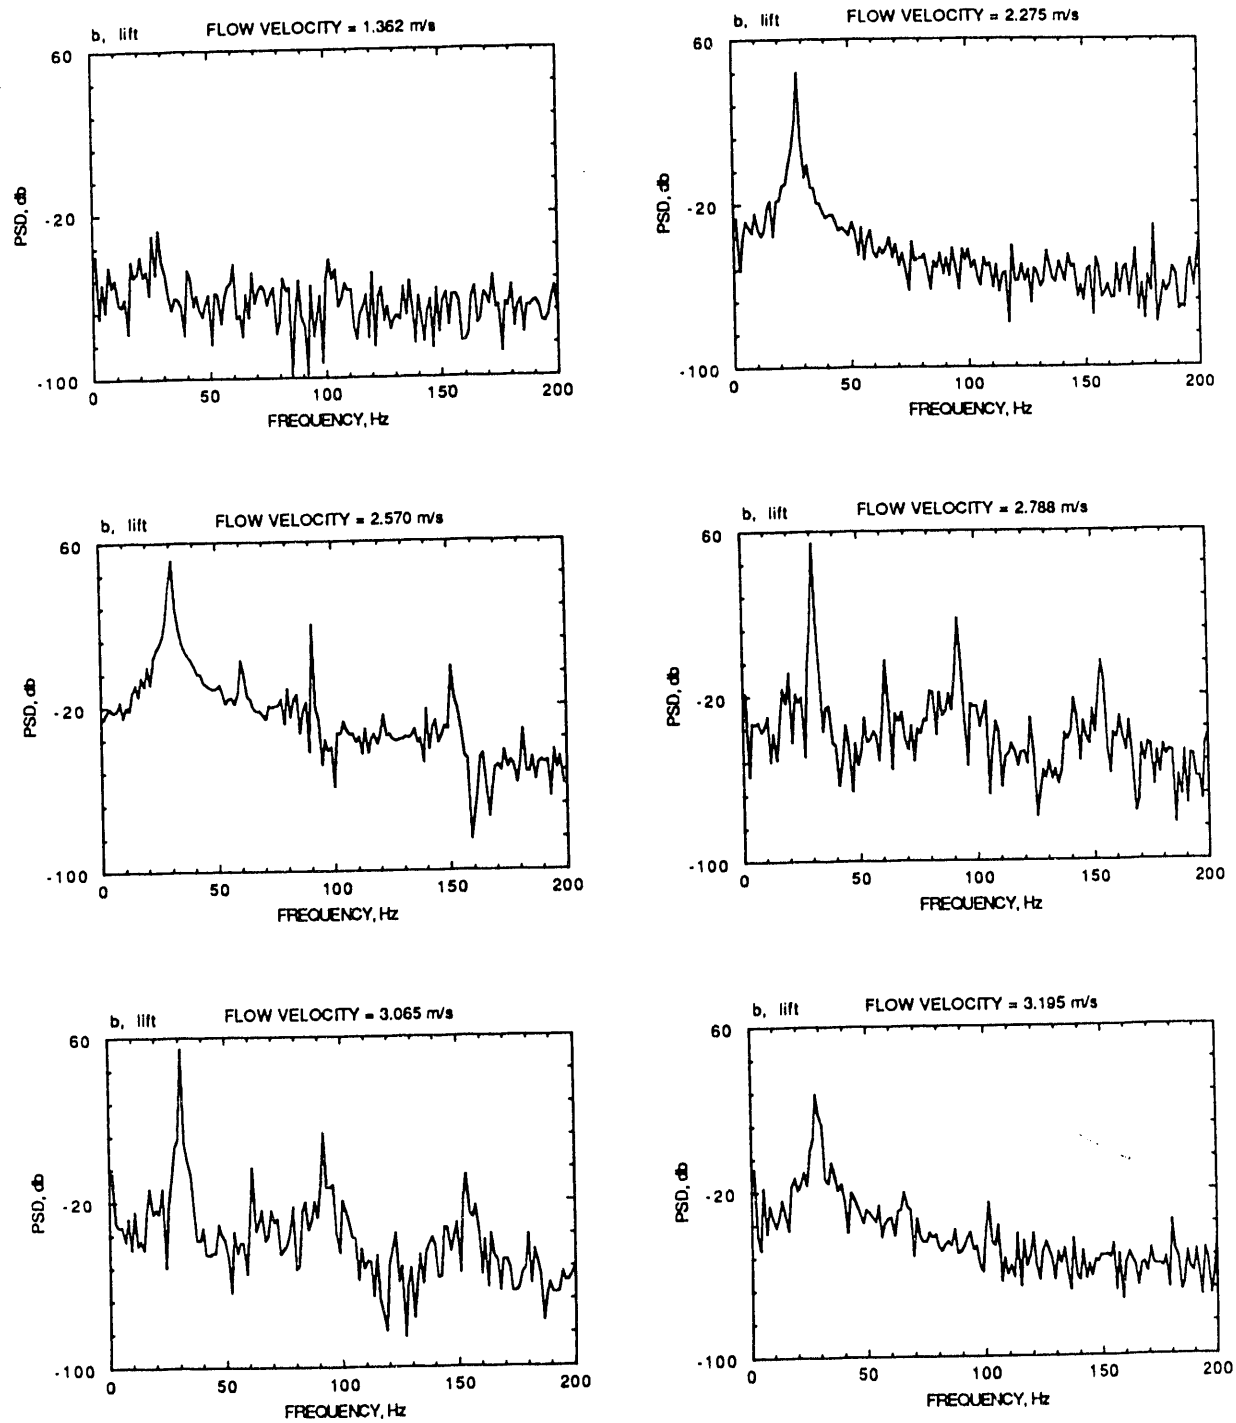 b, lift FLOW VELOCITY = 1.362 m/s
60
-20
-100
PSD, db
0 50 100 150 200
FREQUENCY, Hz
b, lift FLOW VELOCITY = 2.275 m/s
60
-20
-100
PSD, db
0 50 100 150 200
FREQUENCY, Hz
b, lift FLOW VELOCITY = 2.570 m/s
60
-20
-100
PSD, db
0 50 100 150 200
FREQUENCY, Hz
b, lift FLOW VELOCITY = 2.788 m/s
60
-20
-100
PSD, db
0 50 100 150 200
FREQUENCY, Hz
b, lift FLOW VELOCITY = 3.065 m/s
60
-20
-100
PSD, db
0 50 100 150 200
FREQUENCY, Hz
b, lift FLOW VELOCITY = 3.195 m/s
60
-20
-100
PSD, db
0 50 100 150 200
FREQUENCY, Hz